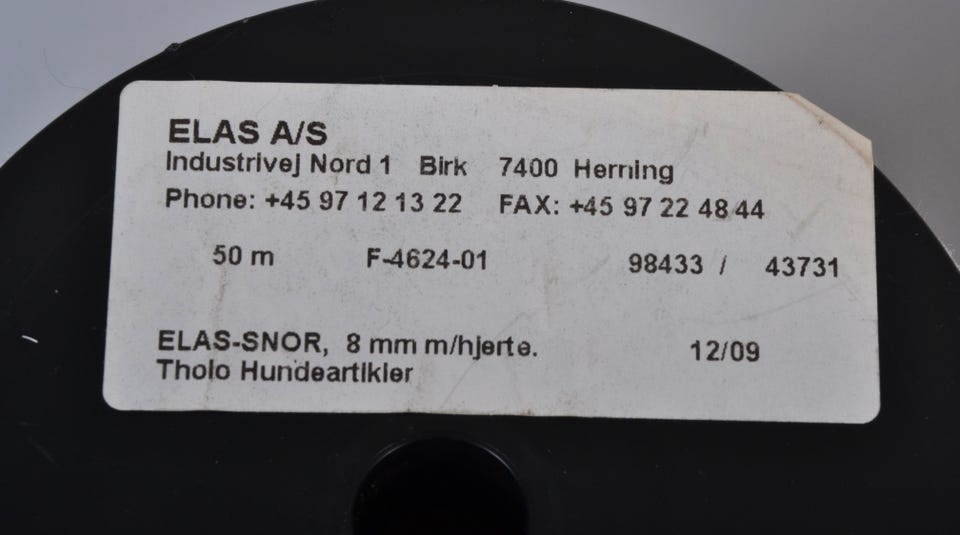 ELAS A/S
Industrivej Nord 1 Birk 7400 Herning
Phone: +45 97 12 13 22 FAX: +45 97 22 48 44
50 m F-4624-01 98433 / 43731
ELAS-SNOR, 8 mm m/hjerte. 12/09
Tholo Hundeartikler